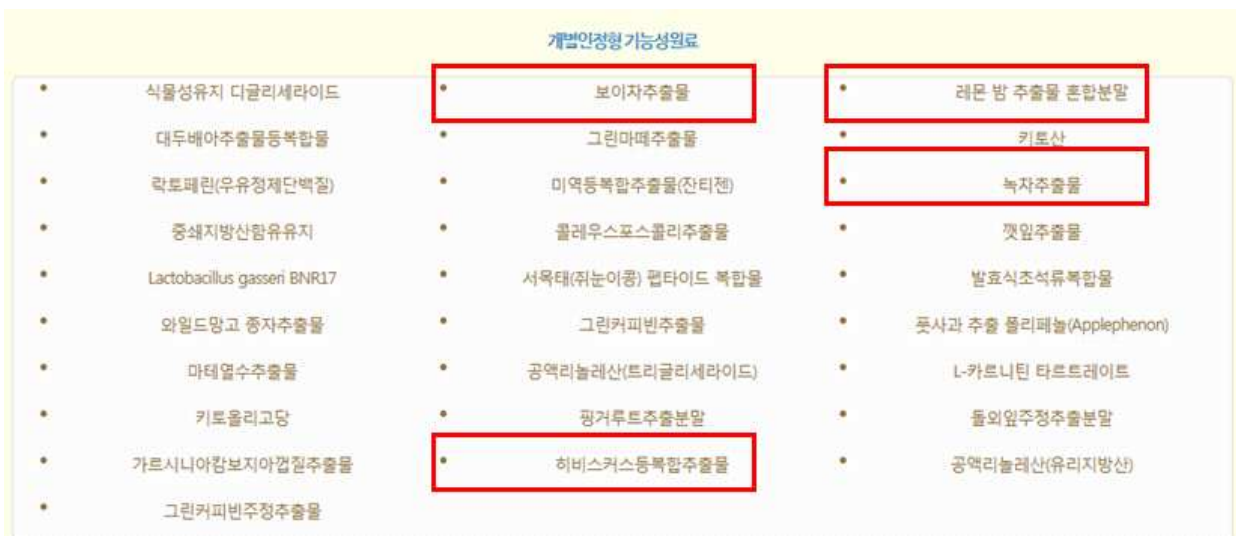 개별인정형 기능성원료
• 식물성유지 디글리세라이드 • 보이차추출물 • 레몬 밤 추출물 혼합분말
• 대두배아추출물등복합물 • 그린마떼추출물 • 키토산
• 락토페린(우유정제단백질) • 미역등복합추출물(잔티젠) • 녹차추출물
• 중쇄지방산함유유지 • 콜레우스포스콜리추출물 • 깻잎추출물
• Lactobacillus gasseri BNR17 • 서목태(쥐눈이콩) 펩타이드 복합물 • 발효식초석류복합물
• 와일드망고 종자추출물 • 그린커피빈추출물 • 풋사과 추출 폴리페놀(Applephenon)
• 마테열수추출물 • 공액리놀레산(트리글리세라이드) • L-카르니틴 타르트레이트
• 키토올리고당 • 핑거루트추출분말 • 돌외잎주정추출분말
• 가르시니아캄보지아껍질추출물 • 히비스커스등복합추출물 • 공액리놀레산(유리지방산)
• 그린커피빈주정추출물